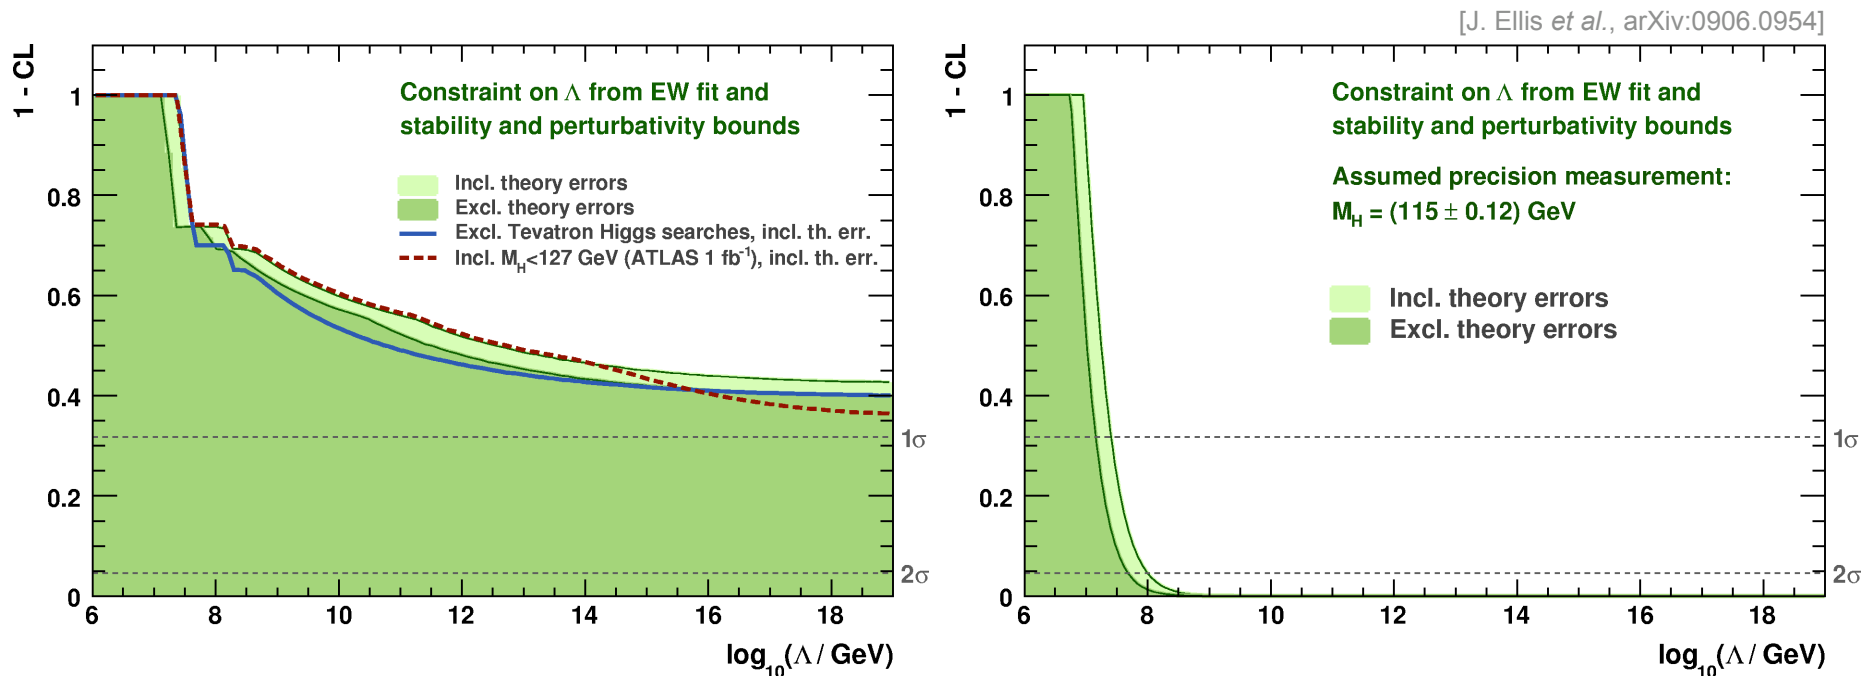 [J. Ellis et al., arXiv:0906.0954]
1 - CL
1
0.8
0.6
0.4
0.2
0
Constraint on Λ from EW fit and
stability and perturbativity bounds
Incl. theory errors
Excl. theory errors
Excl. Tevatron Higgs searches, incl. th. err.
Incl. M_H<127 GeV (ATLAS 1 fb⁻¹), incl. th. err.
1σ
2σ
6 8 10 12 14 16 18
log₁₀(Λ / GeV)
1 - CL
1
0.8
0.6
0.4
0.2
0
Constraint on Λ from EW fit and
stability and perturbativity bounds
Assumed precision measurement:
M_H = (115 ± 0.12) GeV
Incl. theory errors
Excl. theory errors
1σ
2σ
6 8 10 12 14 16 18
log₁₀(Λ / GeV)